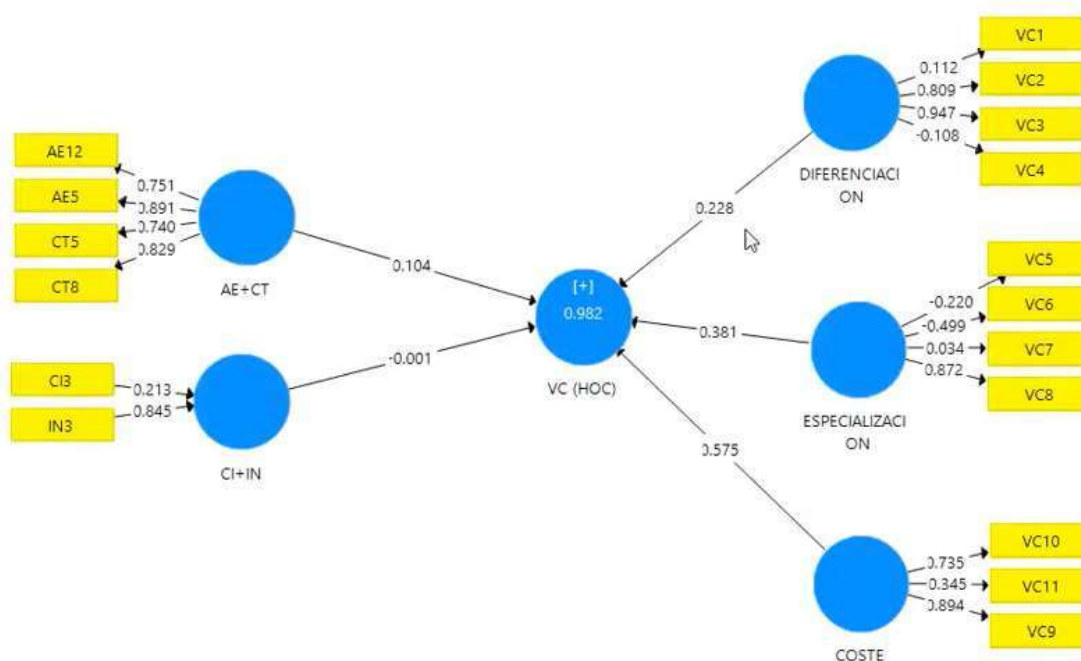 AE12
AE5
CT5
CT8
0.751
0.891
0.740
0.829
AE+CT
0.104
CI3
IN3
0.213
0.845
CI+IN
-0.001
[+]
0.982
VC (HOC)
0.228
0.381
0.575
DIFERENCIACI
ON
0.112
0.809
0.947
-0.108
VC1
VC2
VC3
VC4
ESPECIALIZACI
ON
-0.220
-0.499
0.034
0.872
VC5
VC6
VC7
VC8
COSTE
0.735
0.345
0.894
VC10
VC11
VC9